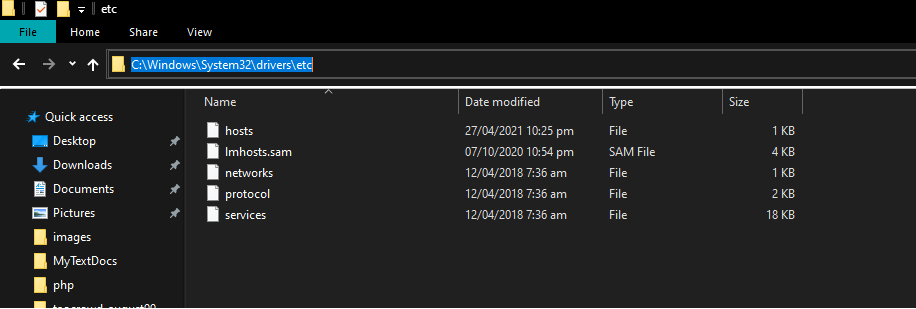 etc
File Home Share View
C:\Windows\System32\drivers\etc
Name Date modified Type Size
Quick access
Desktop
Downloads
Documents
Pictures
images
MyTextDocs
php
hosts 27/04/2021 10:25 pm File 1 KB
lmhosts.sam 07/10/2020 10:54 pm SAM File 4 KB
networks 12/04/2018 7:36 am File 1 KB
protocol 12/04/2018 7:36 am File 2 KB
services 12/04/2018 7:36 am File 18 KB